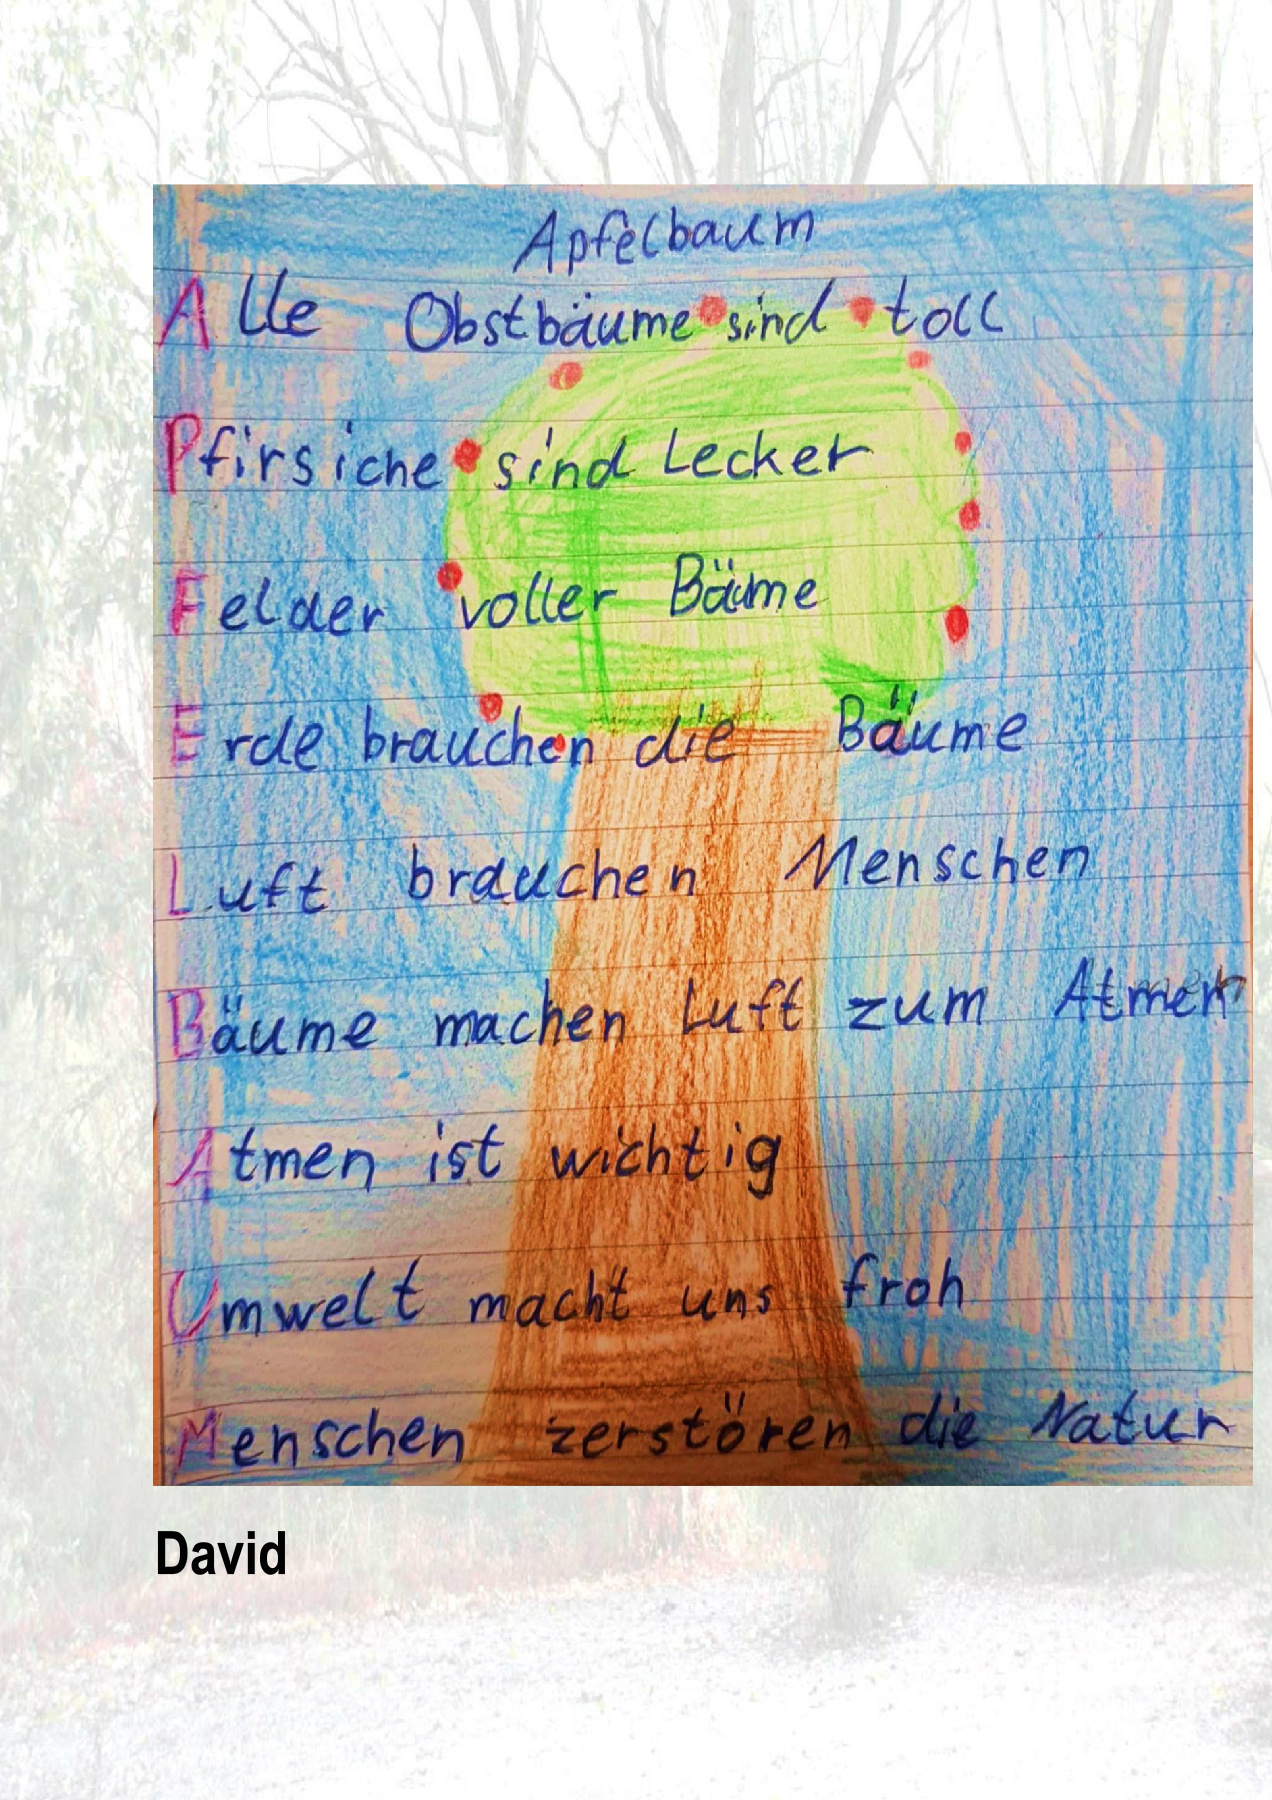 Apfelbaum
Alle Obstbäume sind toll
Pfirsiche sind Lecker
Felder voller Bäume
Erde brauchen die Bäume
Luft brauchen Menschen
Bäume machen Luft zum Atmen
Atmen ist wichtig
Umwelt macht uns froh
Menschen zerstören die Natur
David